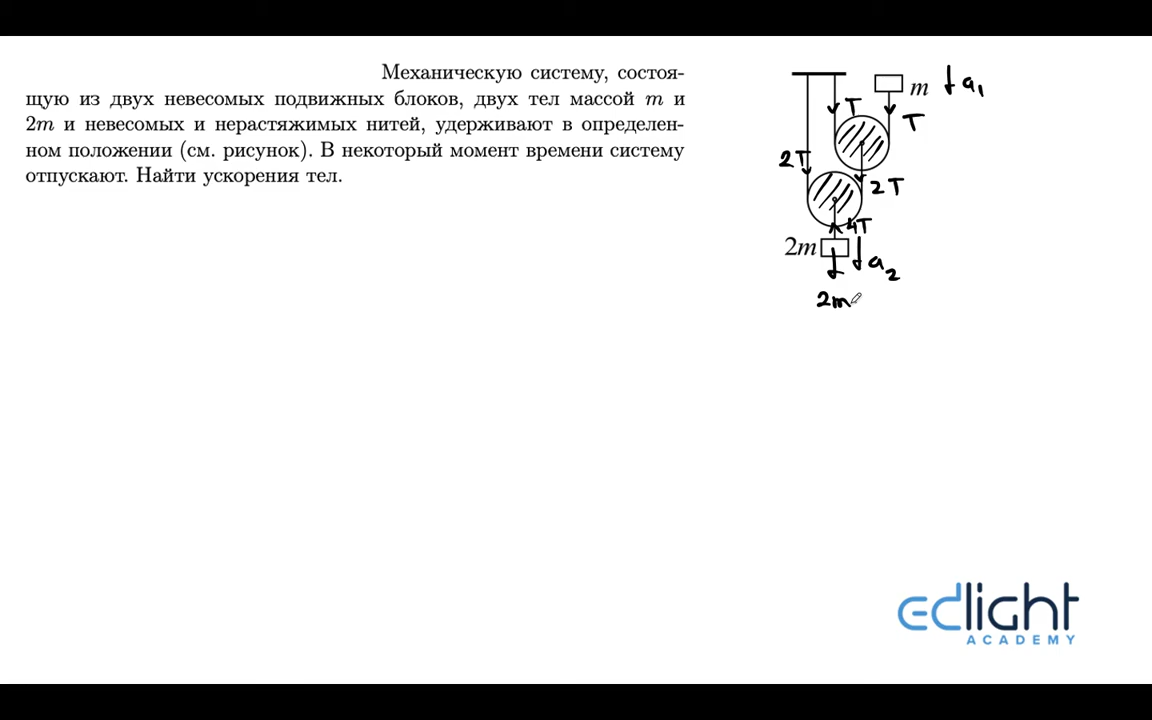 Механическую систему, состоя-
щую из двух невесомых подвижных блоков, двух тел массой m и
2m и невесомых и нерастяжимых нитей, удерживают в определен-
ном положении (см. рисунок). В некоторый момент времени систему
отпускают. Найти ускорения тел.
m a₁
T
T
2T
2T
4T
2m
a₂
2m
edlight
ACADEMY